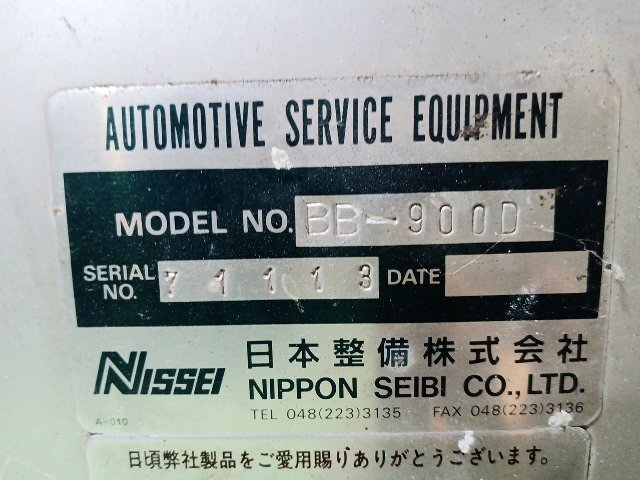 AUTOMOTIVE SERVICE EQUIPMENT
MODEL NO. BB-900D
SERIAL NO. 71113 DATE
NISSEI 日本整備株式会社
NIPPON SEIBI CO., LTD.
A-010 TEL 048(223)3135 FAX 048(223)3136
日頃弊社製品をご愛用賜りありがとうございます。